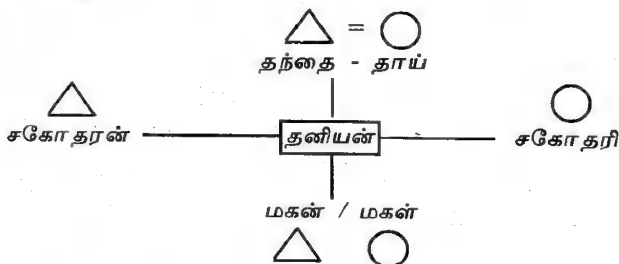 தந்தை - தாய்
சகோதரன் தனியன் சகோதரி
மகன் / மகள்